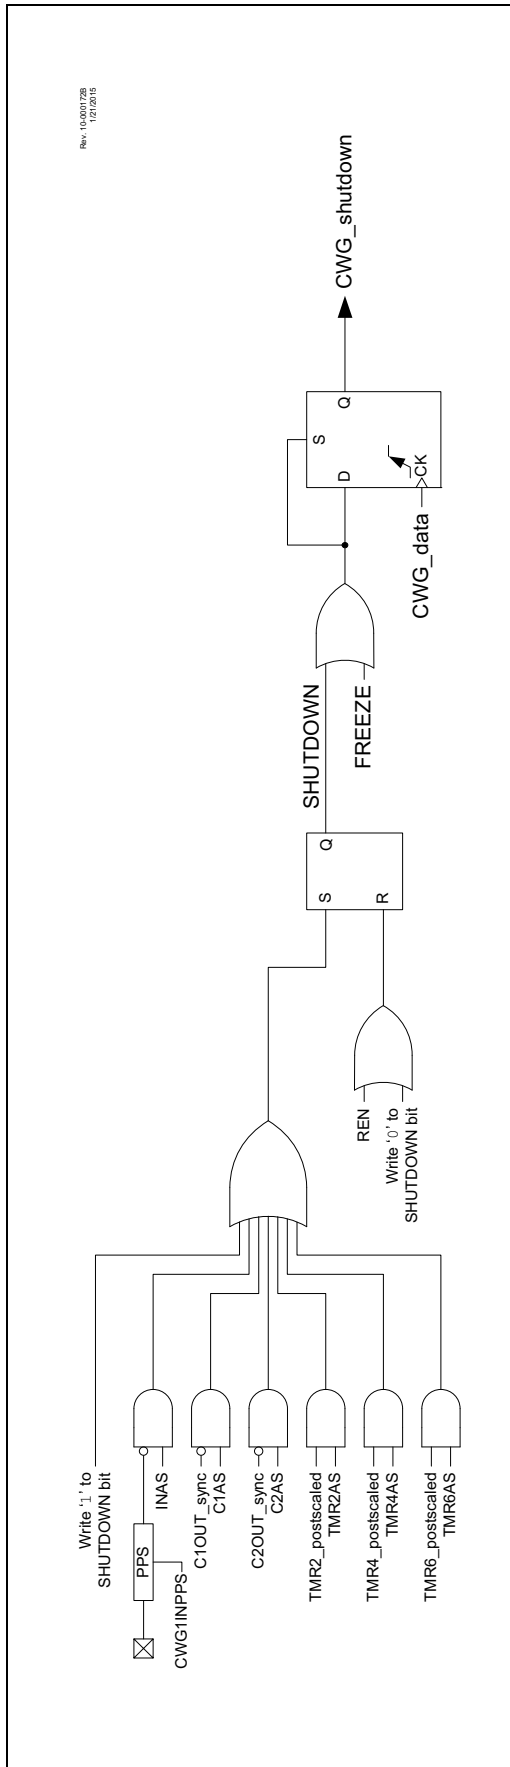 Rev. 10-000172B
1/21/2015
Write '1' to
SHUTDOWN bit
PPS
CWG1INPPS
INAS
C1OUT_sync
C1AS
C2OUT_sync
C2AS
TMR2_postscaled
TMR2AS
TMR4_postscaled
TMR4AS
TMR6_postscaled
TMR6AS
REN
Write '0' to
SHUTDOWN bit
S
R
Q
SHUTDOWN
FREEZE
D
S
Q
CK
CWG_data
CWG_shutdown